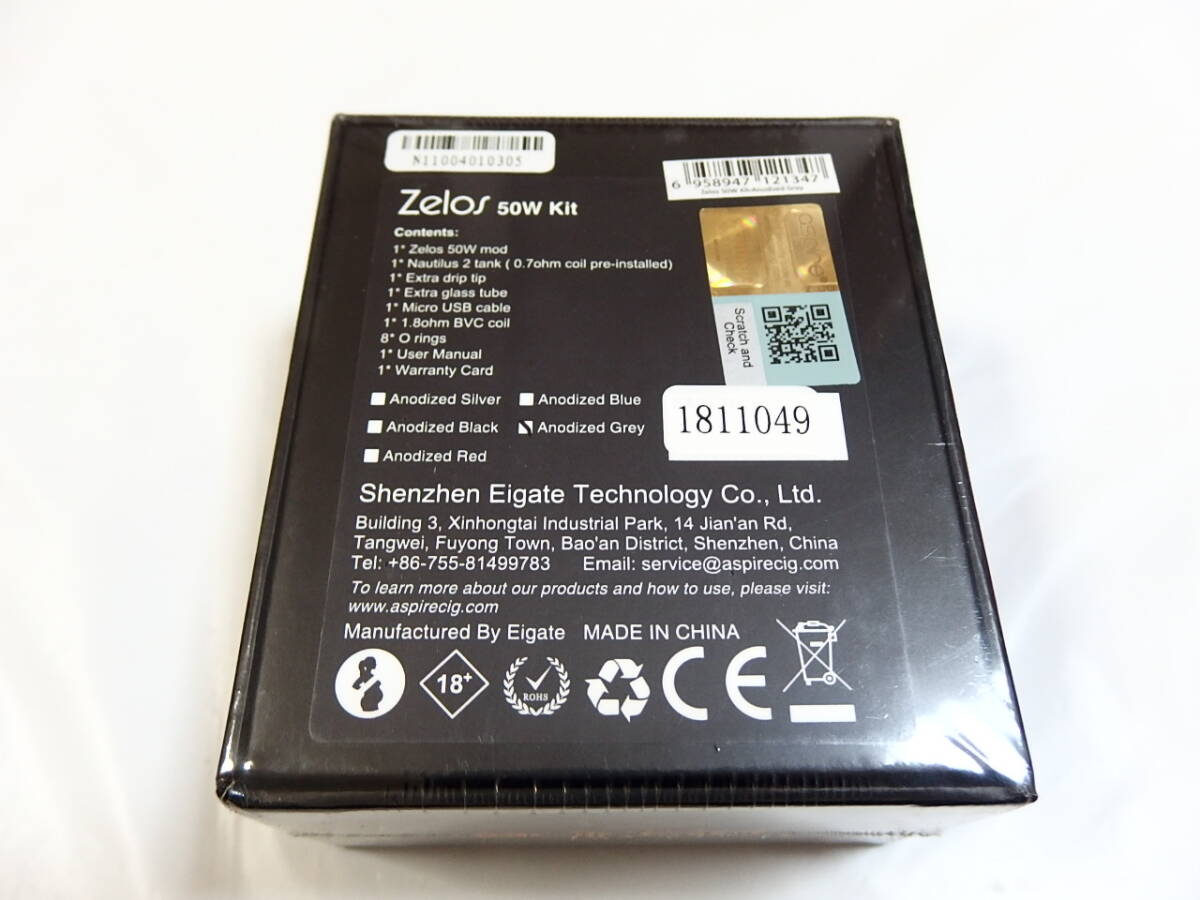 N11004010305
6 958947 121347
Zelos 50W Kit-Anodized Grey
Zelos 50W Kit
Contents:
1* Zelos 50W mod
1* Nautilus 2 tank ( 0.7ohm coil pre-installed)
1* Extra drip tip
1* Extra glass tube
1* Micro USB cable
1* 1.8ohm BVC coil
8* O rings
1* User Manual
1* Warranty Card
Scratch and
Check
Anodized Silver Anodized Blue
Anodized Black Anodized Grey
Anodized Red
1811049
Shenzhen Eigate Technology Co., Ltd.
Building 3, Xinhongtai Industrial Park, 14 Jian'an Rd,
Tangwei, Fuyong Town, Bao'an District, Shenzhen, China
Tel: +86-755-81499783 Email: service@aspirecig.com
To learn more about our products and how to use, please visit:
www.aspirecig.com
Manufactured By Eigate MADE IN CHINA
18+
ROHS
CE